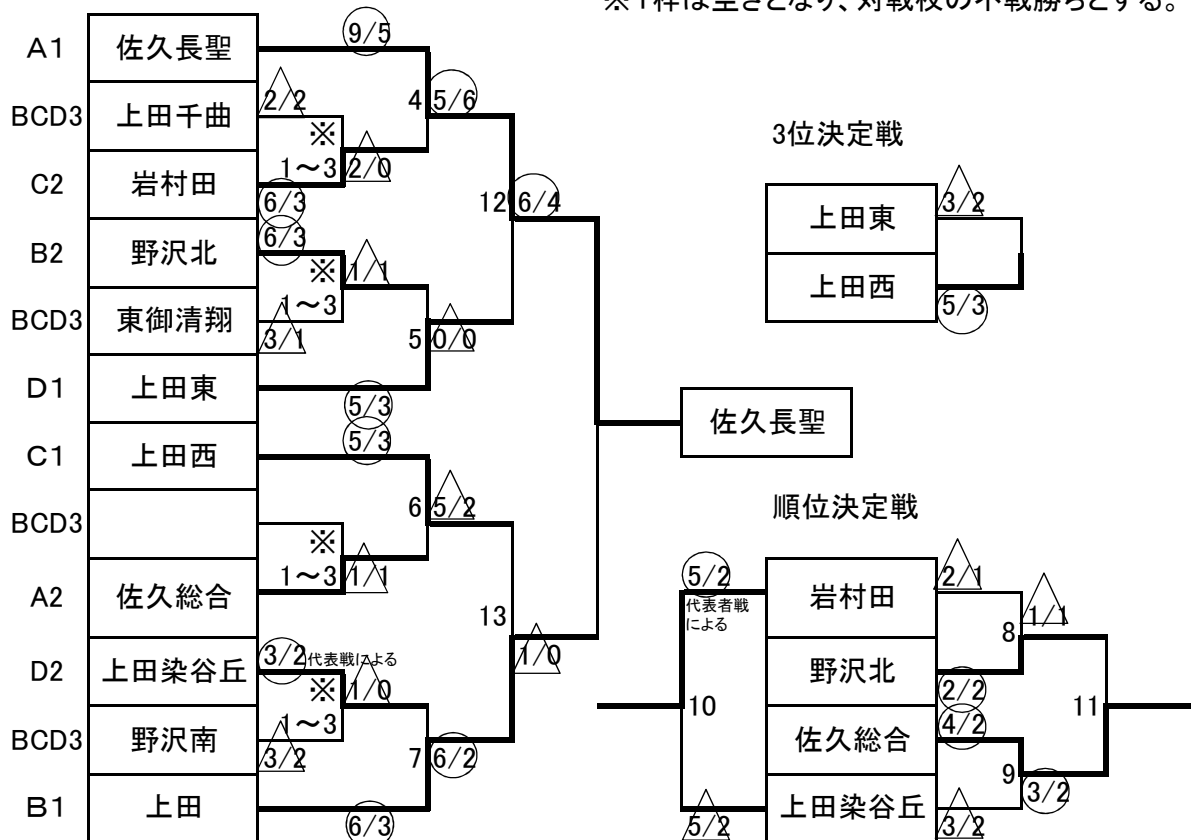 ※1枠は空きとなり、対戦校の不戦勝ちとする。
A1 佐久長聖 9/5
BCD3 上田千曲 2/2
4 5/6
※
1～3 2/0
C2 岩村田 6/3
12 6/4
B2 野沢北 6/3
※ 1/1
1～3
BCD3 東御清翔 3/1
5 0/0
D1 上田東 5/3
C1 上田西 5/3
6 5/2
BCD3
※
1～3 1/1
A2 佐久総合
13
1/0
D2 上田染谷丘 3/2 代表戦による
※ 1/0
1～3
BCD3 野沢南 3/2
7 6/2
B1 上田 6/3
佐久長聖
3位決定戦
上田東 3/2
上田西 5/3
順位決定戦
5/2 岩村田 2/1
代表者戦
による
8 1/1
野沢北 2/2
10
11
佐久総合 4/2
9 3/2
5/2 上田染谷丘 3/2